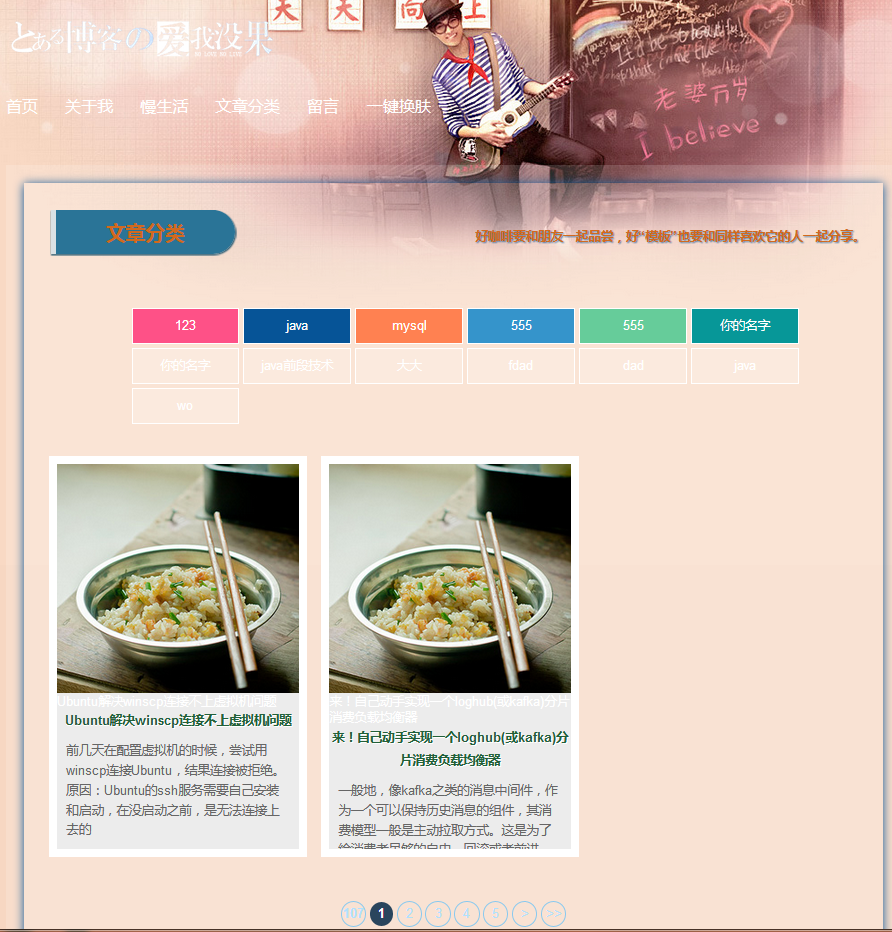 天 天 向 上
とある博客の爱我没果
老婆万岁
I believe
首页 关于我 慢生活 文章分类 留言 一键换肤
文章分类
好咖啡要和朋友一起品尝，好“模板”也要和同样喜欢它的人一起分享。
123 java mysql 555 555 你的名字
你的名字 java前段技术 大大 fdad dad java
wo
Ubuntu解决winscp连接不上虚拟机问题
Ubuntu解决winscp连接不上虚拟机问题
前几天在配置虚拟机的时候，尝试用
winscp连接Ubuntu，结果连接被拒绝。
原因：Ubuntu的ssh服务需要自己安装
和启动，在没启动之前，是无法连接上
去的
来！自己动手实现一个loghub(或kafka)分片
消费负载均衡器
来！自己动手实现一个loghub(或kafka)分
片消费负载均衡器
一般地，像kafka之类的消息中间件，作
为一个可以保持历史消息的组件，其消
费模型一般是主动拉取方式。这是为了
给消费者足够的自由，回滚或者前进
107 1 2 3 4 5 > >>